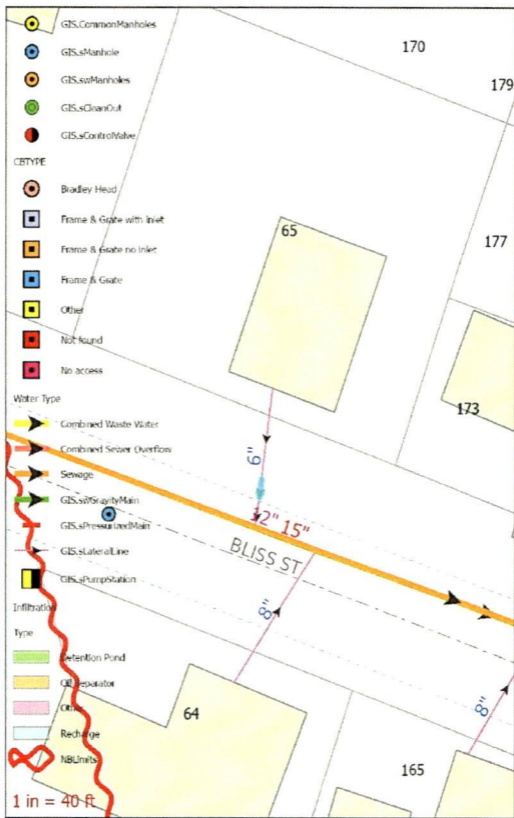 GIS.CommonManholes
GIS.sManhole
GIS.swManholes
GIS.sCleanOut
GIS.sControlValve
CBTYPE
Bradley Head
Frame & Grate with inlet
Frame & Grate no inlet
Frame & Grate
Other
Not found
No access
Water Type
Combined Waste Water
Combined Sewer Overflow
Sewage
GIS.swGravityMain
GIS.sPressurizedMain
GIS.sLateralLine
GIS.sPumpStation
Infiltration
Type
Detention Pond
Oil Separator
Other
Recharge
NBLimits
1 in = 40 ft
170
179
65
177
173
6"
12" 15"
BLISS ST
8"
64
8"
165